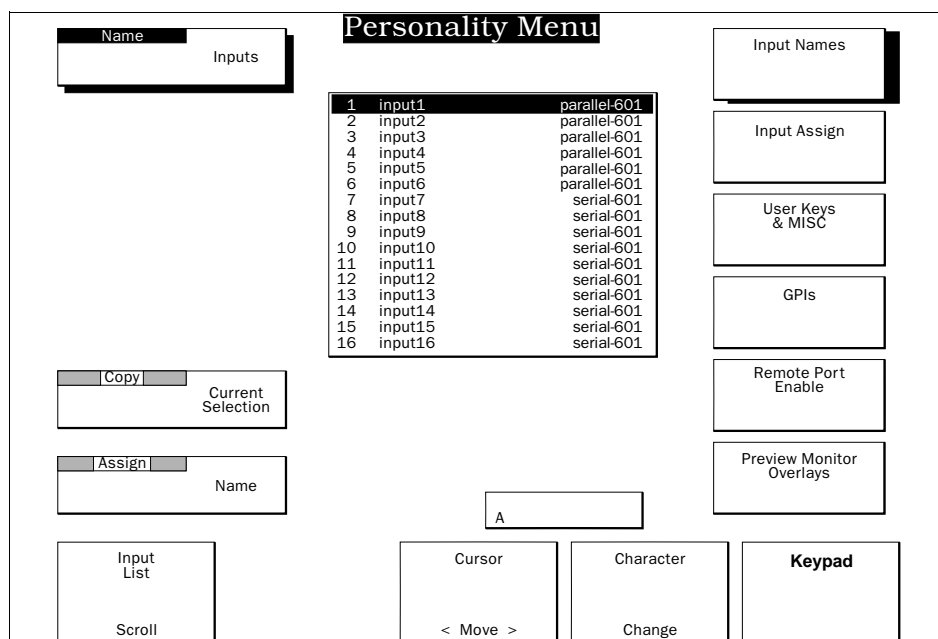 Personality Menu
Name
Inputs
1 input1 parallel-601
2 input2 parallel-601
3 input3 parallel-601
4 input4 parallel-601
5 input5 parallel-601
6 input6 parallel-601
7 input7 serial-601
8 input8 serial-601
9 input9 serial-601
10 input10 serial-601
11 input11 serial-601
12 input12 serial-601
13 input13 serial-601
14 input14 serial-601
15 input15 serial-601
16 input16 serial-601
Copy
Current
Selection
Assign
Name
Input Names
Input Assign
User Keys
& MISC
GPIs
Remote Port
Enable
Preview Monitor
Overlays
A
Input
List
Scroll
Cursor
< Move >
Character
Change
Keypad